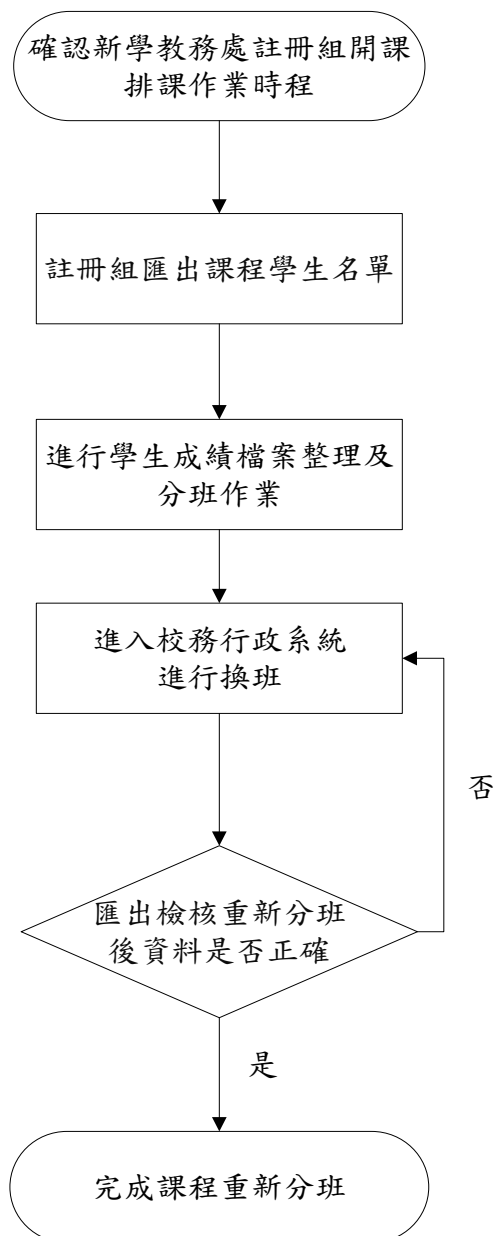 確認新學教務處註冊組開課
排課作業時程
註冊組匯出課程學生名單
進行學生成績檔案整理及
分班作業
進入校務行政系統
進行換班
否
匯出檢核重新分班
後資料是否正確
是
完成課程重新分班